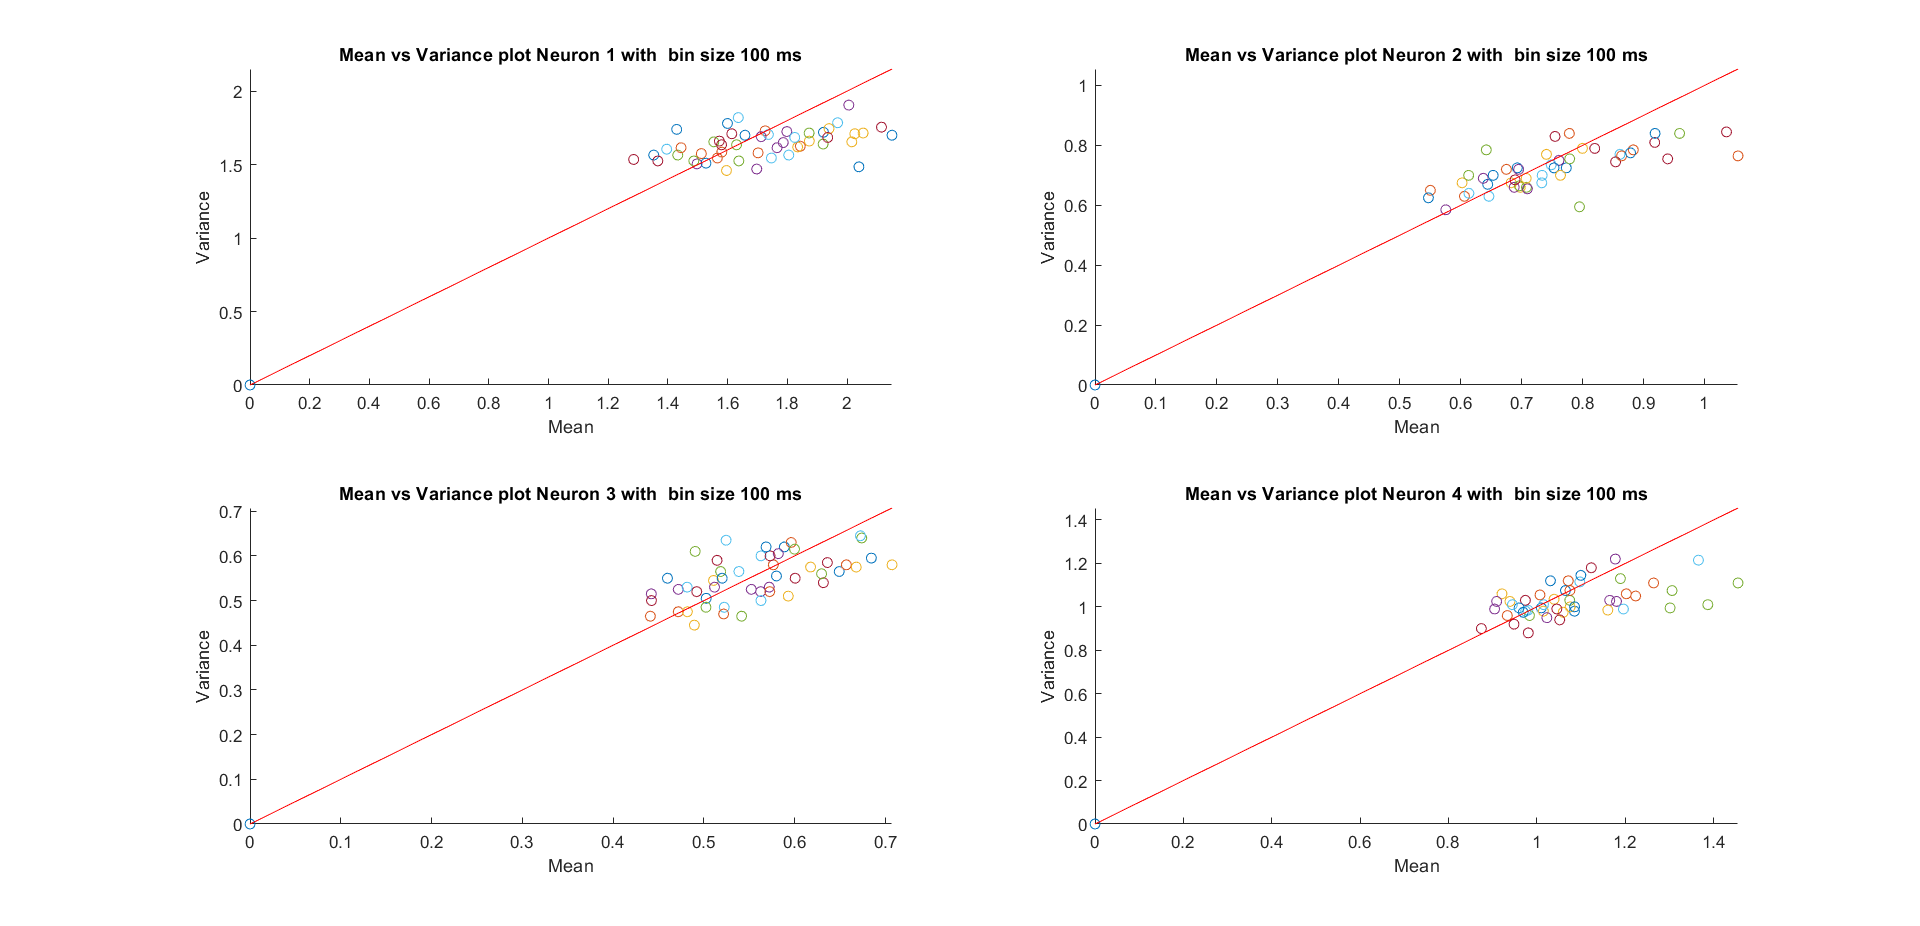 Mean vs Variance plot Neuron 1 with  bin size 100 ms
2
1.5
1
0.5
0
Variance
0 0.2 0.4 0.6 0.8 1 1.2 1.4 1.6 1.8 2
Mean
Mean vs Variance plot Neuron 2 with  bin size 100 ms
1
0.8
0.6
0.4
0.2
0
Variance
0 0.1 0.2 0.3 0.4 0.5 0.6 0.7 0.8 0.9 1
Mean
Mean vs Variance plot Neuron 3 with  bin size 100 ms
0.7
0.6
0.5
0.4
0.3
0.2
0.1
0
Variance
0 0.1 0.2 0.3 0.4 0.5 0.6 0.7
Mean
Mean vs Variance plot Neuron 4 with  bin size 100 ms
1.4
1.2
1
0.8
0.6
0.4
0.2
0
Variance
0 0.2 0.4 0.6 0.8 1 1.2 1.4
Mean